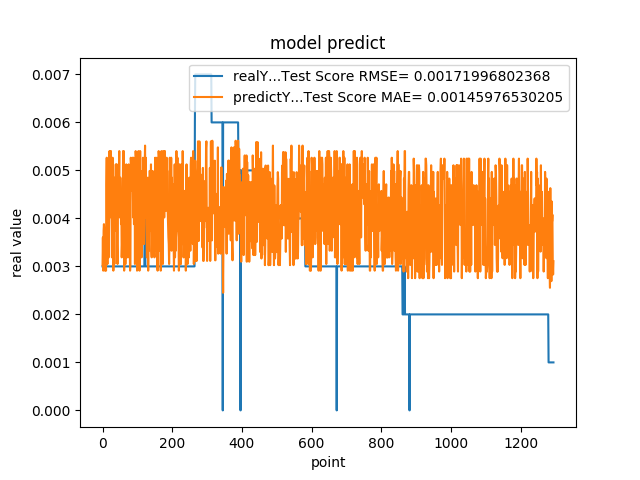 model predict
realY...Test Score RMSE= 0.00171996802368
predictY...Test Score MAE= 0.00145976530205
0.007
0.006
0.005
0.004
0.003
0.002
0.001
0.000
real value
0 200 400 600 800 1000 1200
point